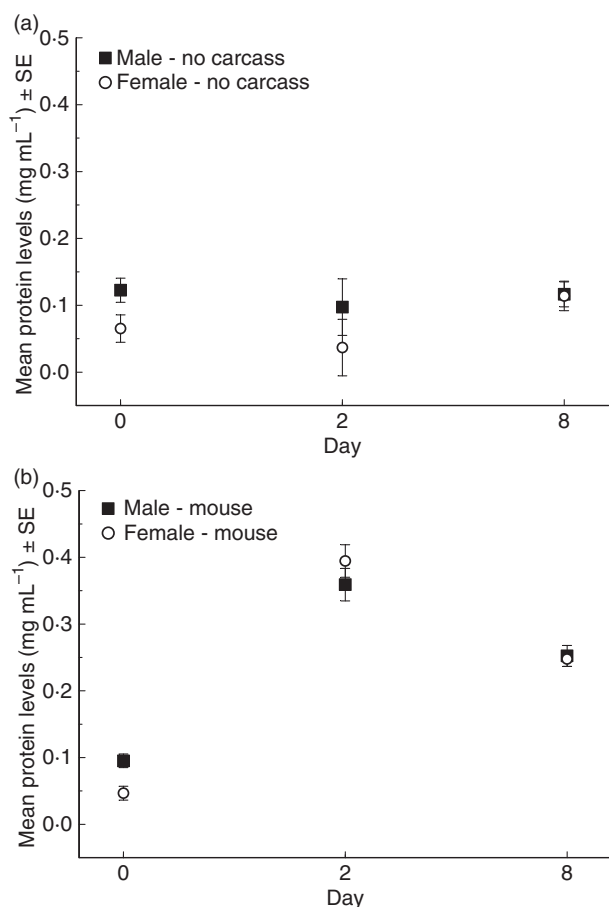 (a)
0·5
Male - no carcass
Female - no carcass
0·4
0·3
0·2
0·1
0·0
Mean protein levels (mg mL⁻¹) ± SE
0 2 8
Day
(b)
0·5
Male - mouse
Female - mouse
0·4
0·3
0·2
0·1
0·0
Mean protein levels (mg mL⁻¹) ± SE
0 2 8
Day